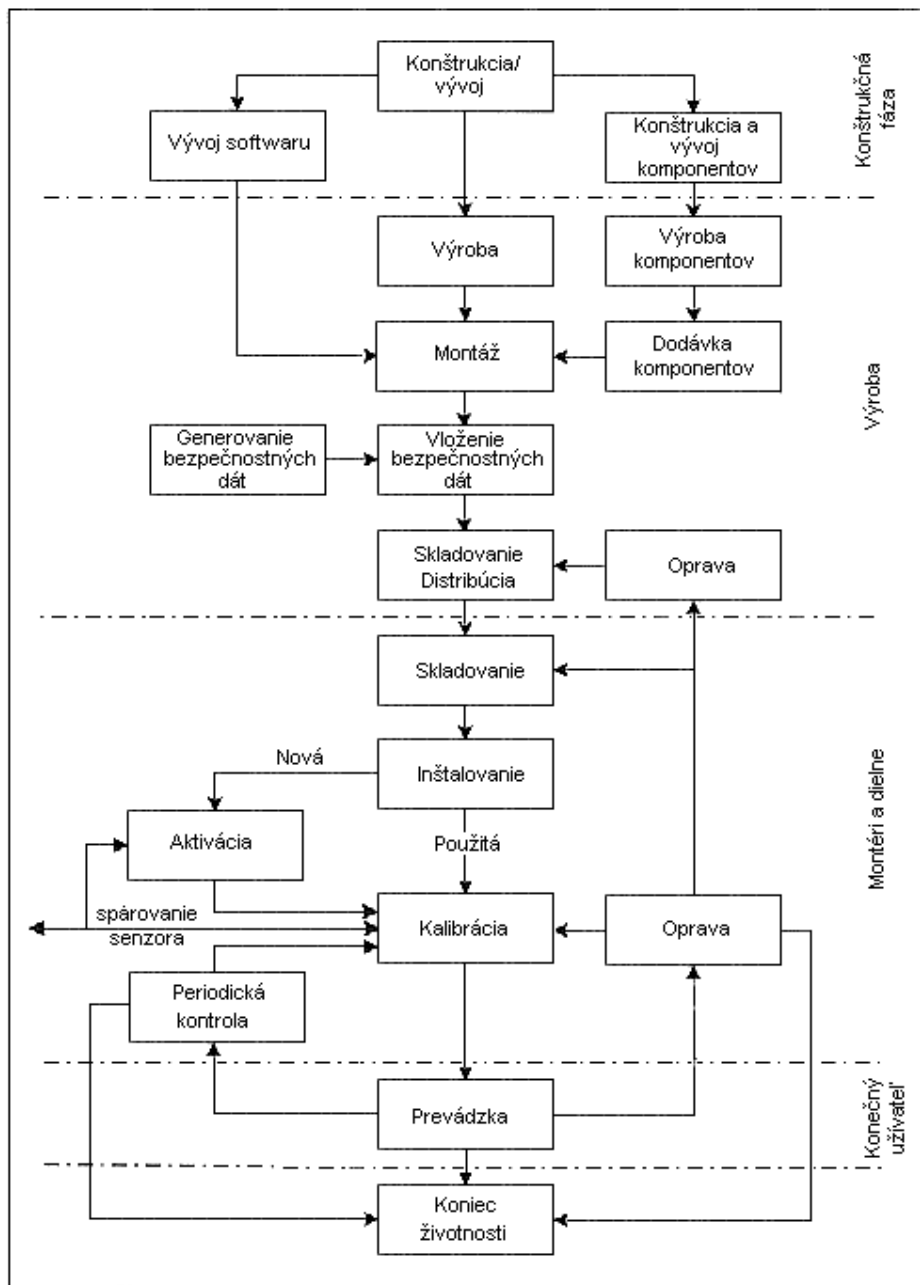 Konštrukcia/
vývoj
Vývoj softwaru
Konštrukcia a
vývoj
komponentov
Konštrukčná
fáza
Výroba
Výroba
komponentov
Montáž
Dodávka
komponentov
Výroba
Generovanie
bezpečnostných
dát
Vloženie
bezpečnostných
dát
Skladovanie
Distribúcia
Oprava
Skladovanie
Nová
Inštalovanie
Aktivácia
Použitá
Montéri a dielne
spárovanie
senzora
Kalibrácia
Oprava
Periodická
kontrola
Prevádzka
Konečný
užívateľ
Koniec
životnosti